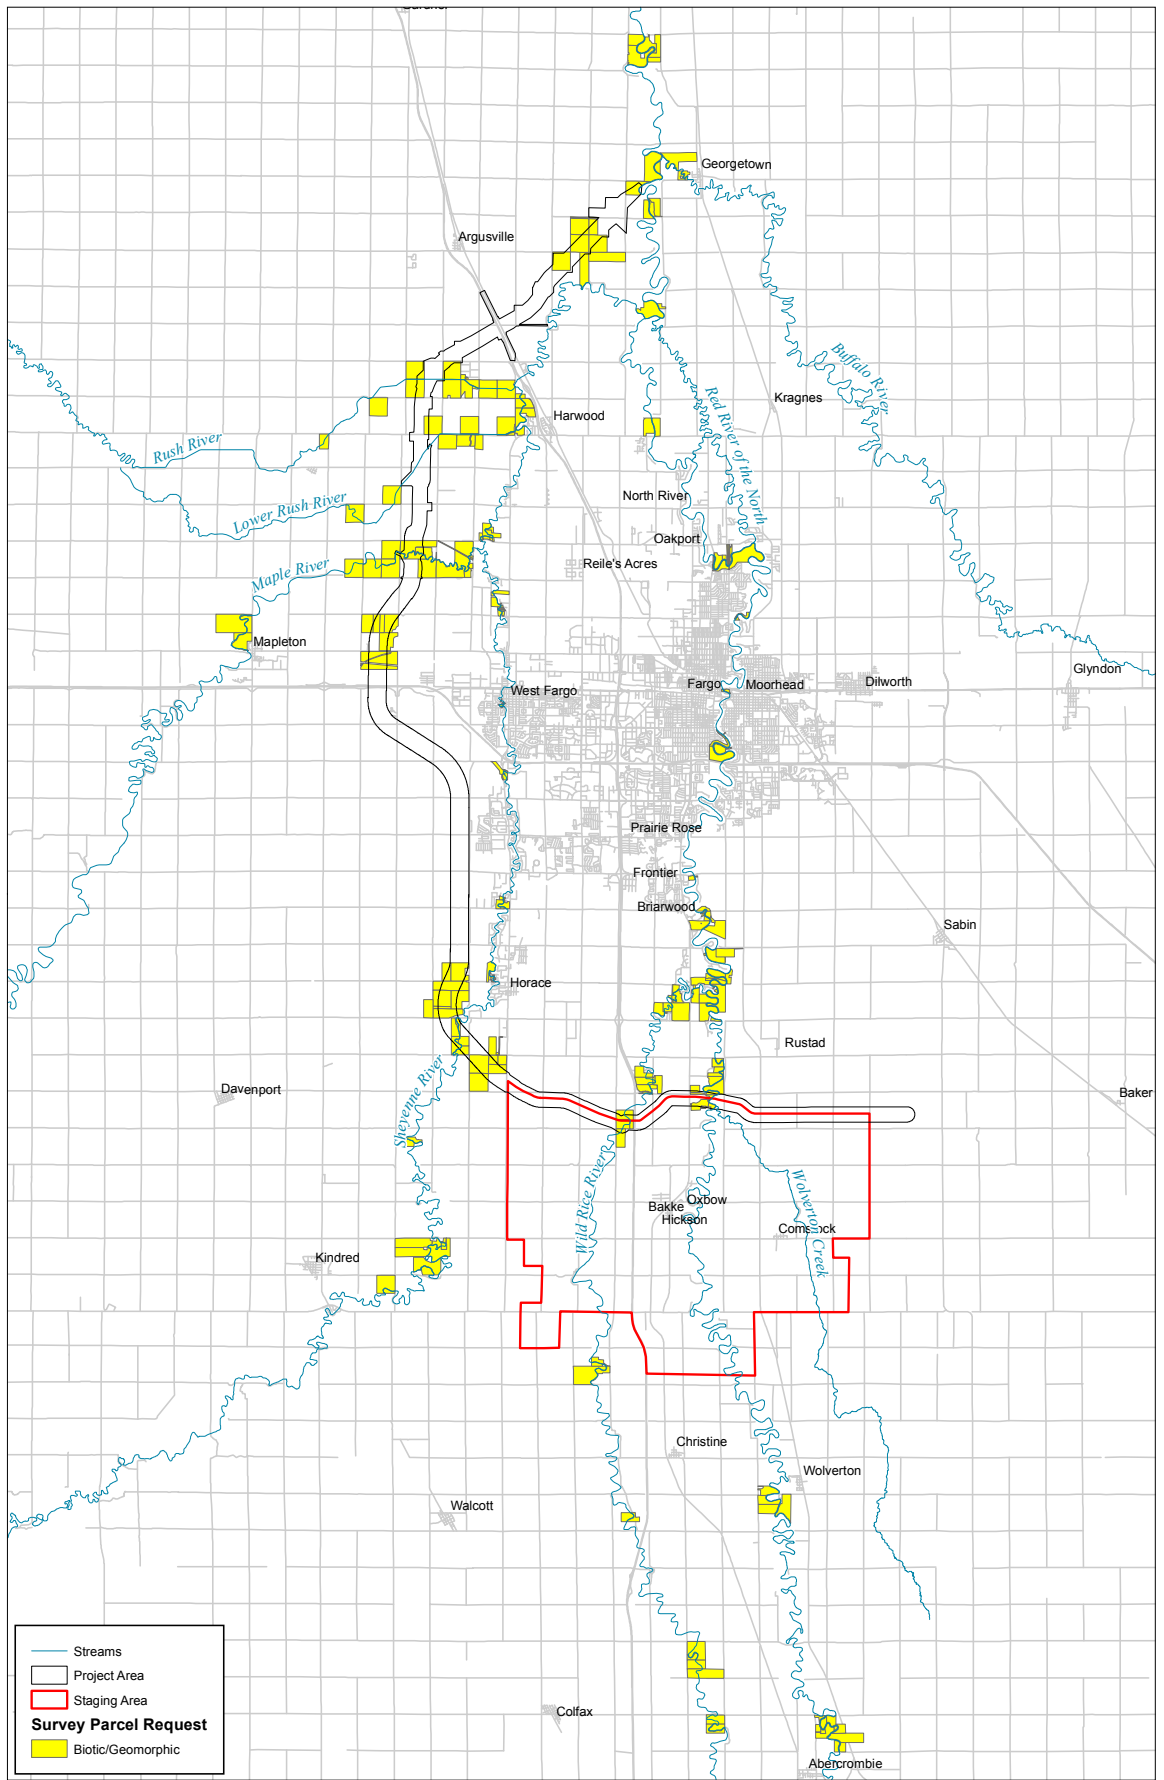 Gardner
Georgetown
Argusville
Buffalo River
Red River of the North
Kragnes
Harwood
Rush River
Lower Rush River
North River
Oakport
Reile's Acres
Maple River
Mapleton
Glyndon
West Fargo
Fargo
Moorhead
Dilworth
Prairie Rose
Frontier
Briarwood
Sabin
Horace
Rustad
Davenport
Baker
Sheyenne River
Wild Rice River
Oxbow
Bakke
Hickson
Comstock
Wolverton Creek
Kindred
Christine
Wolverton
Walcott
Colfax
Abercrombie
Streams
Project Area
Staging Area
Survey Parcel Request
Biotic/Geomorphic